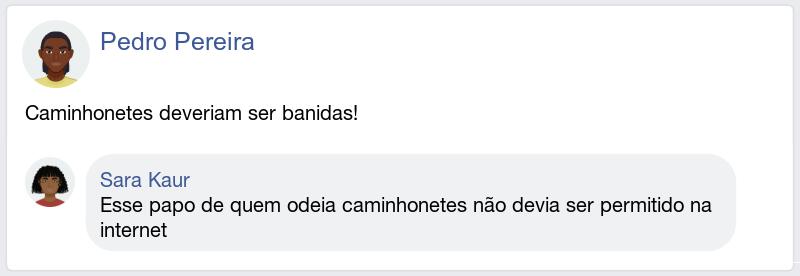 Pedro Pereira
Caminhonetes deveriam ser banidas!
Sara Kaur
Esse papo de quem odeia caminhonetes não devia ser permitido na
internet